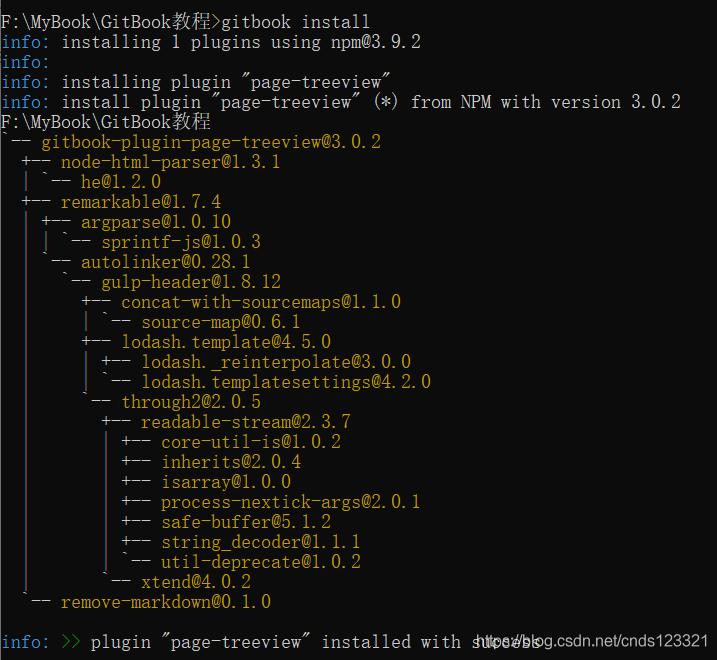 F:\MyBook\GitBook教程>gitbook install
info: installing 1 plugins using npm@3.9.2
info:
info: installing plugin "page-treeview"
info: install plugin "page-treeview" (*) from NPM with version 3.0.2
F:\MyBook\GitBook教程
`-- gitbook-plugin-page-treeview@3.0.2
  +-- node-html-parser@1.3.1
  | `-- he@1.2.0
  +-- remarkable@1.7.4
  | +-- argparse@1.0.10
  | | `-- sprintf-js@1.0.3
  | `-- autolinker@0.28.1
  |   `-- gulp-header@1.8.12
  |     +-- concat-with-sourcemaps@1.1.0
  |     | `-- source-map@0.6.1
  |     +-- lodash.template@4.5.0
  |     | +-- lodash._reinterpolate@3.0.0
  |     | `-- lodash.templatesettings@4.2.0
  |     `-- through2@2.0.5
  |       +-- readable-stream@2.3.7
  |       | +-- core-util-is@1.0.2
  |       | +-- inherits@2.0.4
  |       | +-- isarray@1.0.0
  |       | +-- process-nextick-args@2.0.1
  |       | +-- safe-buffer@5.1.2
  |       | +-- string_decoder@1.1.1
  |       | `-- util-deprecate@1.0.2
  |       `-- xtend@4.0.2
  `-- remove-markdown@0.1.0
info: >> plugin "page-treeview" installed with success
https://blog.csdn.net/cnds123321